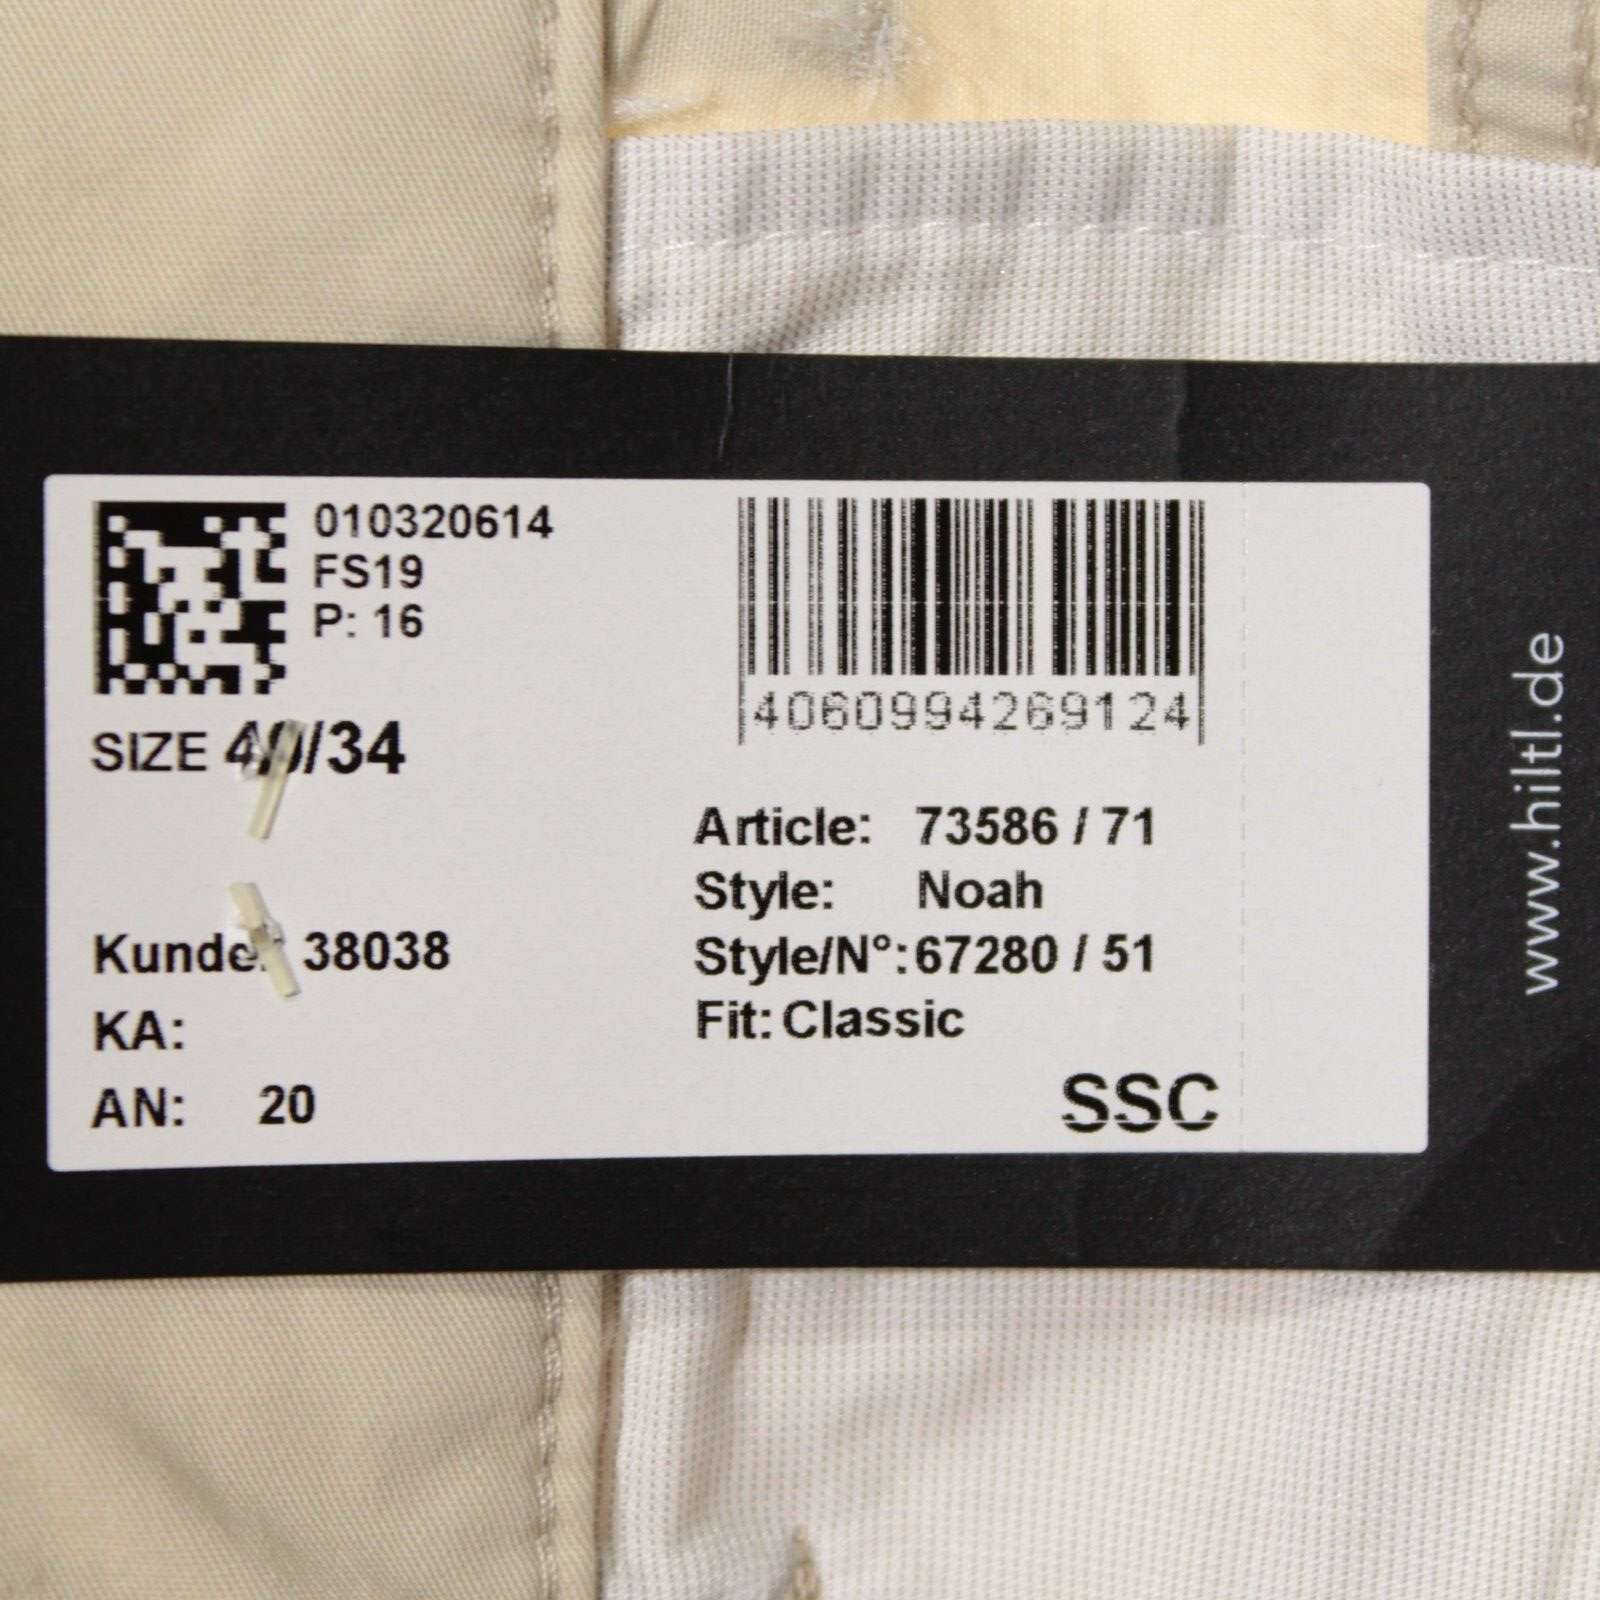 010320614
FS19
P: 16
SIZE 40/34
Kunde: 38038
KA:
AN: 20
4060994269124
Article: 73586 / 71
Style: Noah
Style/N°: 67280 / 51
Fit: Classic
SSC
www.hiltl.de